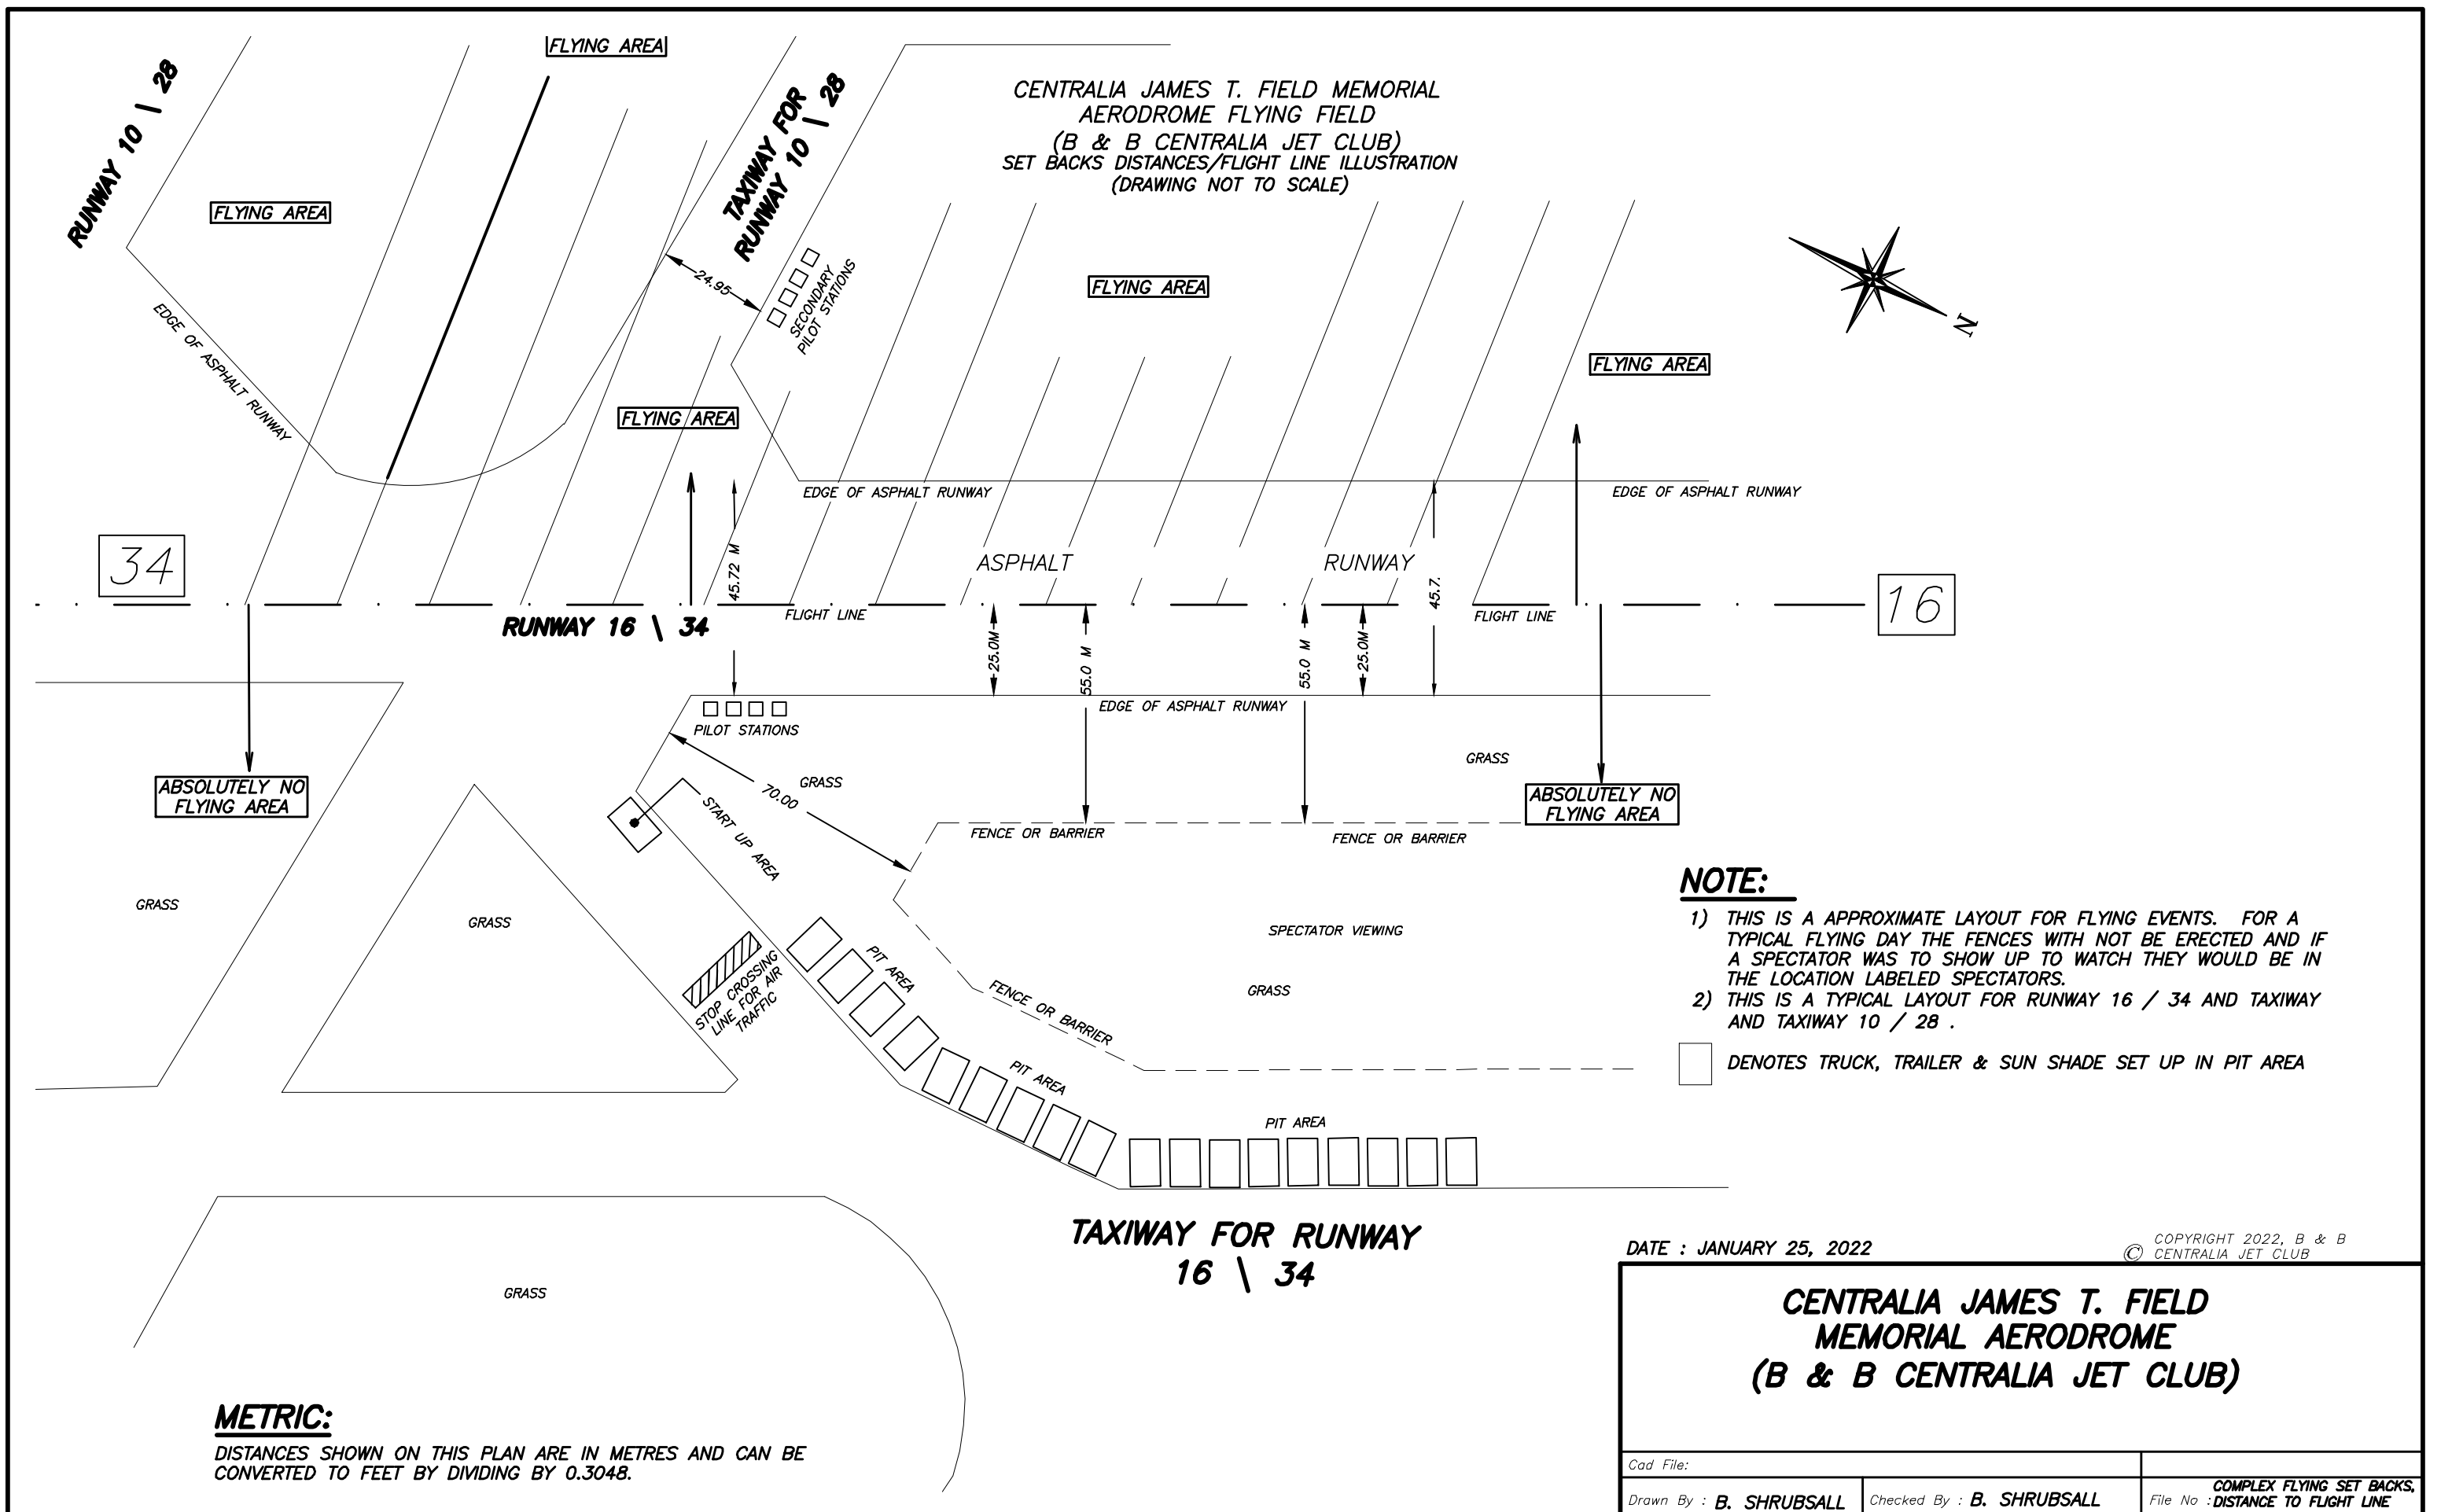 FLYING AREA
RUNWAY 10 \ 28
TAXIWAY FOR
RUNWAY 10 \ 28
CENTRALIA JAMES T. FIELD MEMORIAL
AERODROME FLYING FIELD
(B & B CENTRALIA JET CLUB)
SET BACKS DISTANCES/FLIGHT LINE ILLUSTRATION
(DRAWING NOT TO SCALE)
FLYING AREA
24.95
SECONDARY
PILOT STATIONS
FLYING AREA
N
EDGE OF ASPHALT RUNWAY
FLYING AREA
FLYING AREA
EDGE OF ASPHALT RUNWAY
EDGE OF ASPHALT RUNWAY
34
45.72 M
ASPHALT
RUNWAY
45.7.
16
FLIGHT LINE
FLIGHT LINE
RUNWAY 16 \ 34
25.0M
55.0 M
55.0 M
25.0M
EDGE OF ASPHALT RUNWAY
PILOT STATIONS
GRASS
GRASS
70.00
ABSOLUTELY NO
FLYING AREA
ABSOLUTELY NO
FLYING AREA
START UP AREA
FENCE OR BARRIER
FENCE OR BARRIER
GRASS
GRASS
SPECTATOR VIEWING
GRASS
STOP CROSSING
LINE FOR AIR
TRAFFIC
PIT AREA
FENCE OR BARRIER
PIT AREA
PIT AREA
NOTE:
1) THIS IS A APPROXIMATE LAYOUT FOR FLYING EVENTS. FOR A
TYPICAL FLYING DAY THE FENCES WITH NOT BE ERECTED AND IF
A SPECTATOR WAS TO SHOW UP TO WATCH THEY WOULD BE IN
THE LOCATION LABELED SPECTATORS.
2) THIS IS A TYPICAL LAYOUT FOR RUNWAY 16 / 34 AND TAXIWAY
AND TAXIWAY 10 / 28 .
DENOTES TRUCK, TRAILER & SUN SHADE SET UP IN PIT AREA
TAXIWAY FOR RUNWAY
16 \ 34
GRASS
METRIC:
DISTANCES SHOWN ON THIS PLAN ARE IN METRES AND CAN BE
CONVERTED TO FEET BY DIVIDING BY 0.3048.
DATE : JANUARY 25, 2022
© COPYRIGHT 2022, B & B
CENTRALIA JET CLUB
CENTRALIA JAMES T. FIELD
MEMORIAL AERODROME
(B & B CENTRALIA JET CLUB)
Cad File:
Drawn By : B. SHRUBSALL
Checked By : B. SHRUBSALL
File No : COMPLEX FLYING SET BACKS,
DISTANCE TO FLIGHT LINE